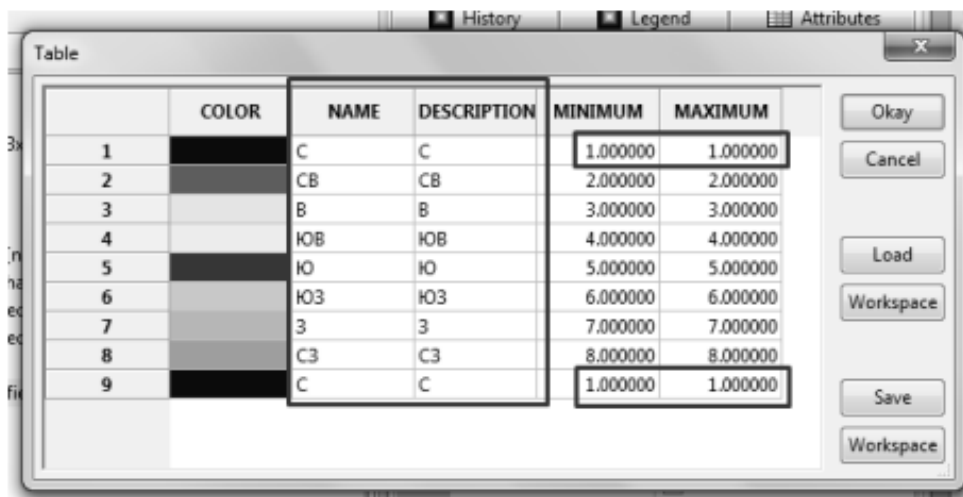 History Legend Attributes
Table
COLOR NAME DESCRIPTION MINIMUM MAXIMUM
1 С С 1.000000 1.000000
2 СВ СВ 2.000000 2.000000
3 В В 3.000000 3.000000
4 ЮВ ЮВ 4.000000 4.000000
5 Ю Ю 5.000000 5.000000
6 ЮЗ ЮЗ 6.000000 6.000000
7 З З 7.000000 7.000000
8 СЗ СЗ 8.000000 8.000000
9 С С 1.000000 1.000000
Okay
Cancel
Load
Workspace
Save
Workspace